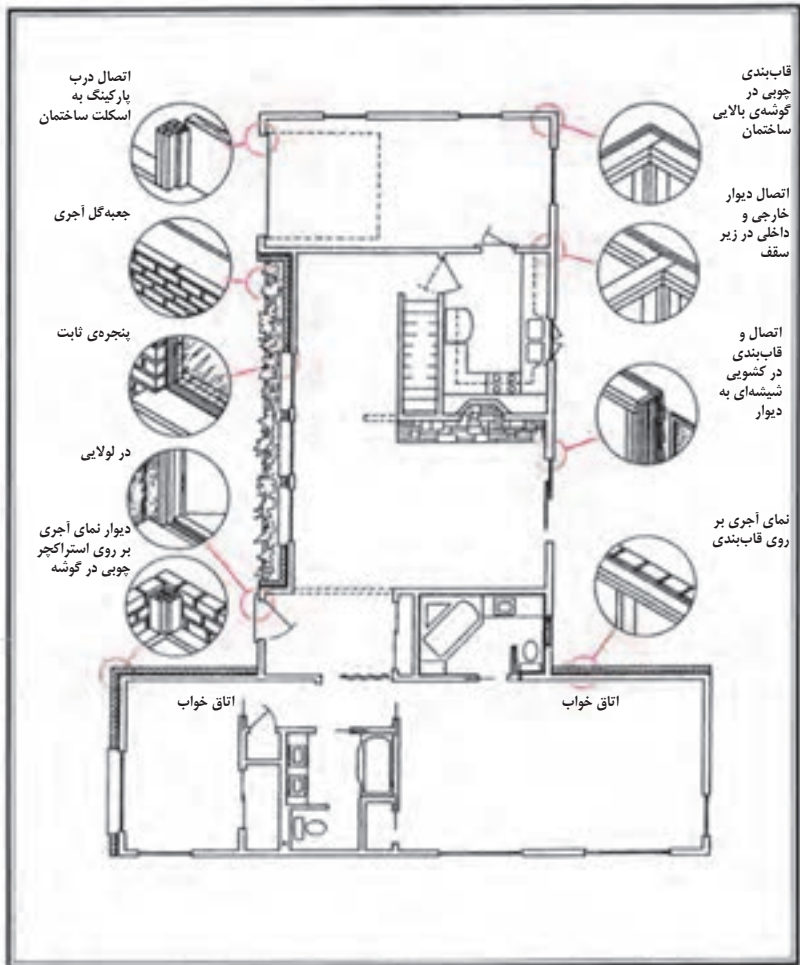 قاب‌بندی
چوبی در
گوشه‌ی بالایی
ساختمان
اتصال دیوار
خارجی و
داخلی در زیر
سقف
اتصال و
قاب‌بندی
در کشویی
شیشه‌ای به
دیوار
نمای آجری بر
روی قاب‌بندی
اتصال درب
پارکینگ به
اسکلت ساختمان
جعبه‌گل آجری
پنجره‌ی ثابت
در لولایی
دیوار نمای آجری
بر روی استراکچر
چوبی در گوشه
اتاق خواب
اتاق خواب